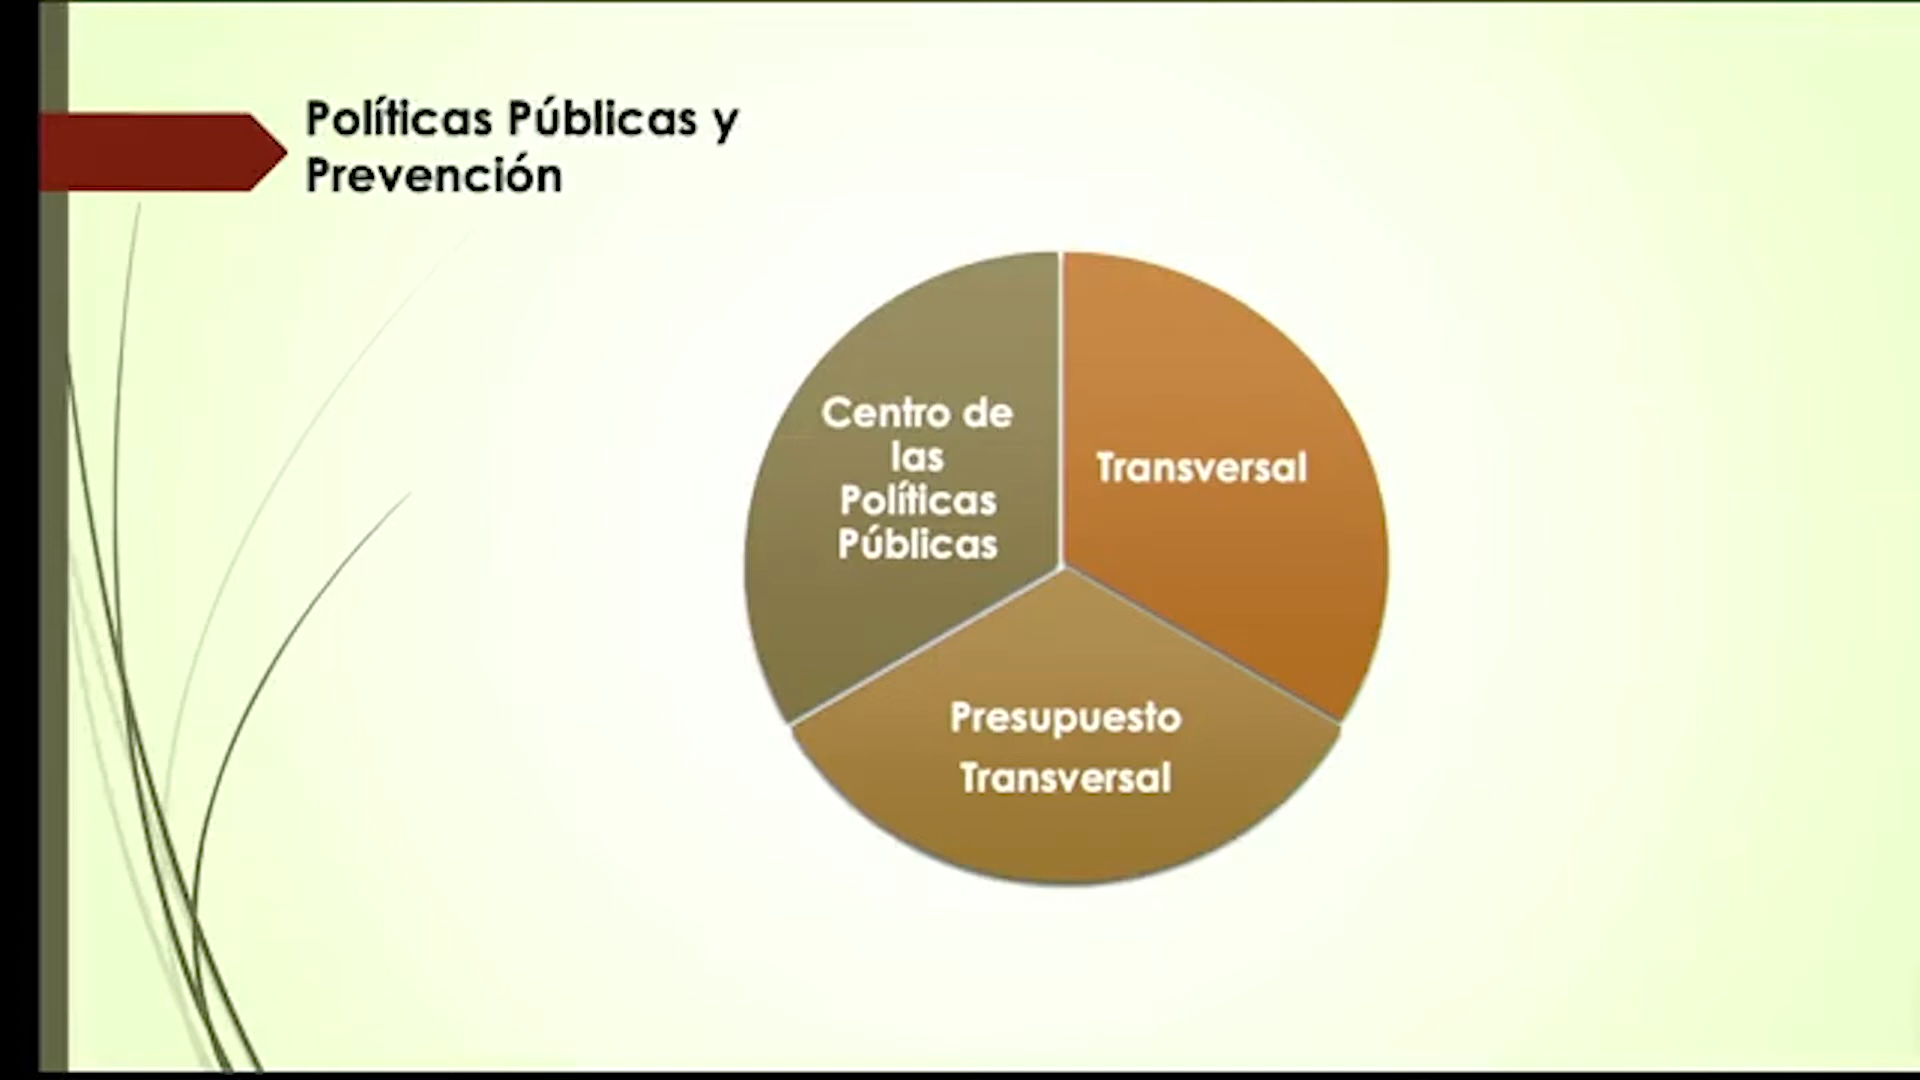 Políticas Públicas y
Prevención
Centro de
las
Políticas
Públicas
Transversal
Presupuesto
Transversal